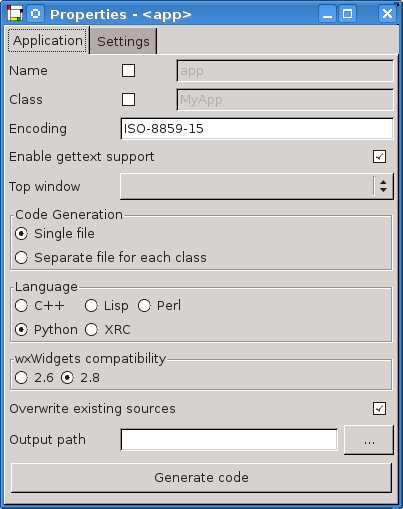 Properties - <app>
Application Settings
Name app
Class MyApp
Encoding ISO-8859-15
Enable gettext support
Top window
Code Generation
Single file
Separate file for each class
Language
C++ Lisp Perl
Python XRC
wxWidgets compatibility
2.6 2.8
Overwrite existing sources
Output path ...
Generate code